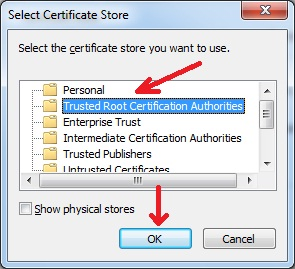 Select Certificate Store
Select the certificate store you want to use.
Personal
Trusted Root Certification Authorities
Enterprise Trust
Intermediate Certification Authorities
Trusted Publishers
Untrusted Certificates
Show physical stores
OK
Cancel